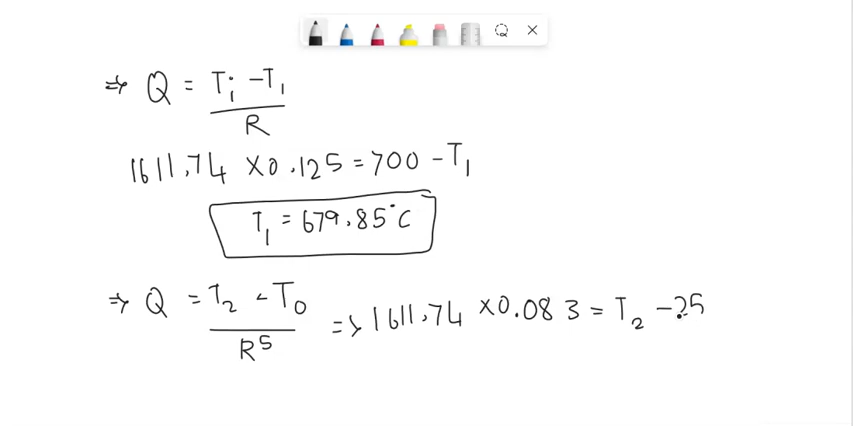 ⇒ Q = Ti - T1 / R
1611.74 × 0.125 = 700 - T1
T1 = 679.85°C
⇒ Q = T2 - T0 / R5 => 1611.74 × 0.083 = T2 - 25